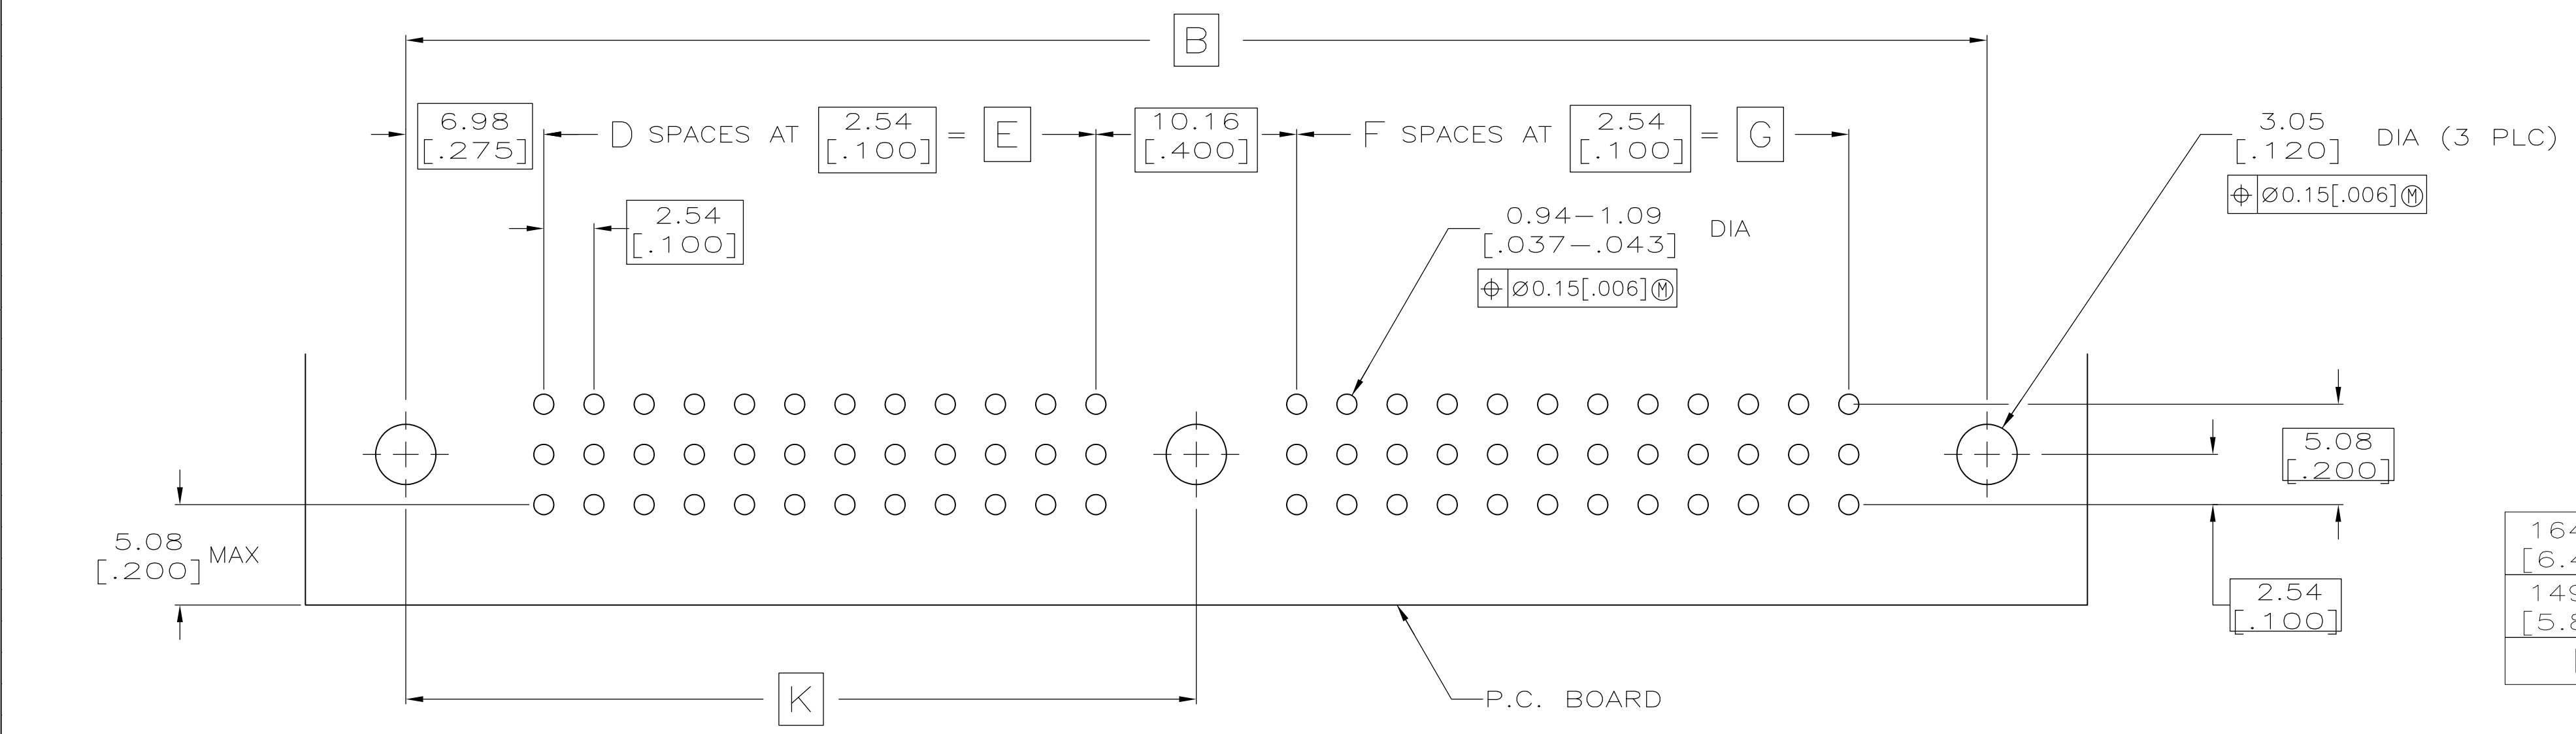 B
6.98
[.275]
D SPACES AT 2.54 [.100] = E
10.16
[.400]
F SPACES AT 2.54 [.100] = G
3.05
[.120]
DIA (3 PLC)
⌖ ⌀0.15[.006]Ⓜ
2.54
[.100]
0.94–1.09
[.037–.043]
DIA
⌖ ⌀0.15[.006]Ⓜ
5.08
[.200]
5.08
[.200]
MAX
2.54
[.100]
K
P.C. BOARD